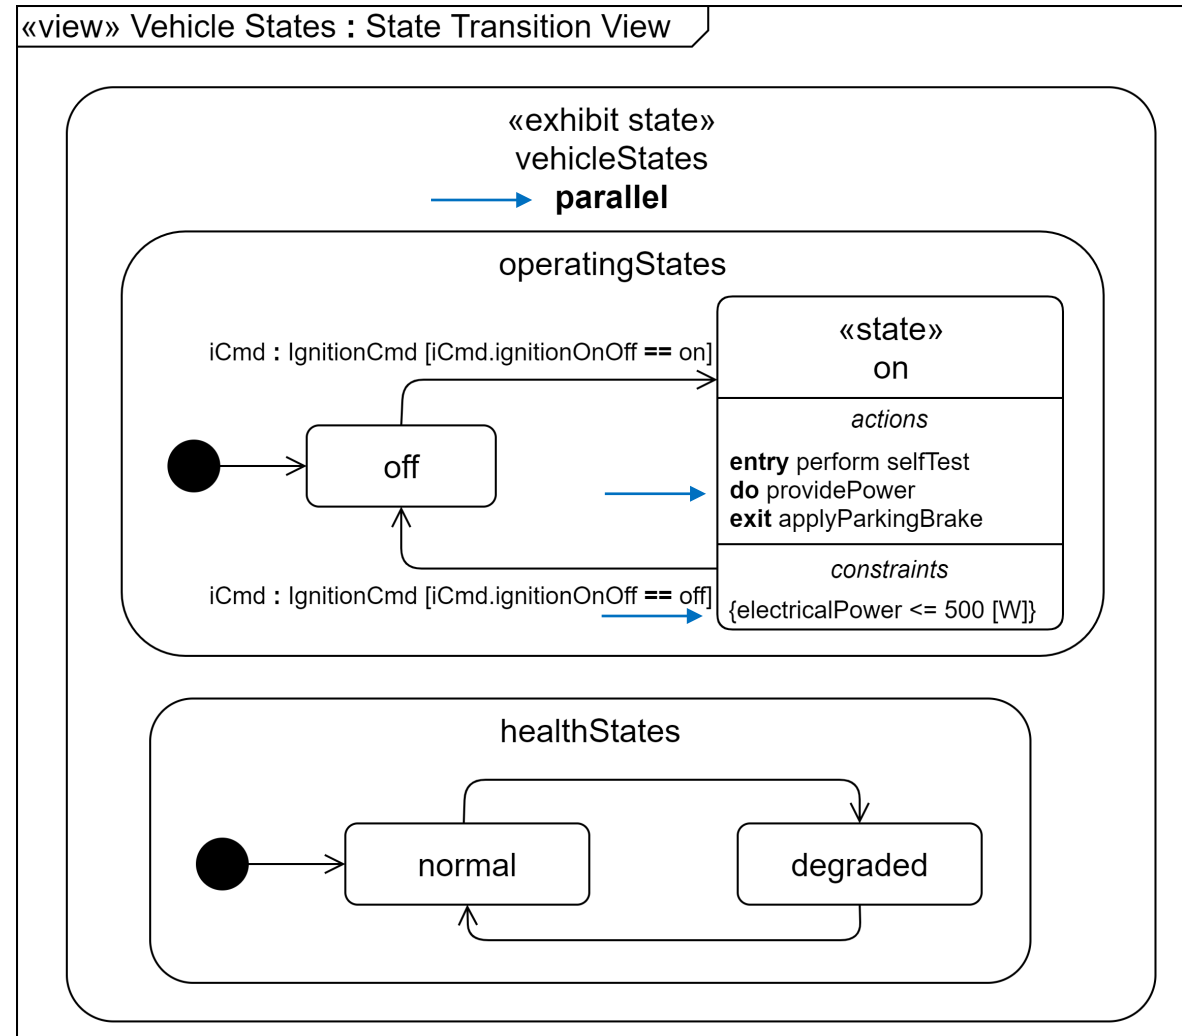 «view» Vehicle States : State Transition View
«exhibit state»
vehicleStates
parallel
operatingStates
iCmd : IgnitionCmd [iCmd.ignitionOnOff == on]
off
iCmd : IgnitionCmd [iCmd.ignitionOnOff == off]
«state»
on
actions
entry perform selfTest
do providePower
exit applyParkingBrake
constraints
{electricalPower <= 500 [W]}
healthStates
normal
degraded